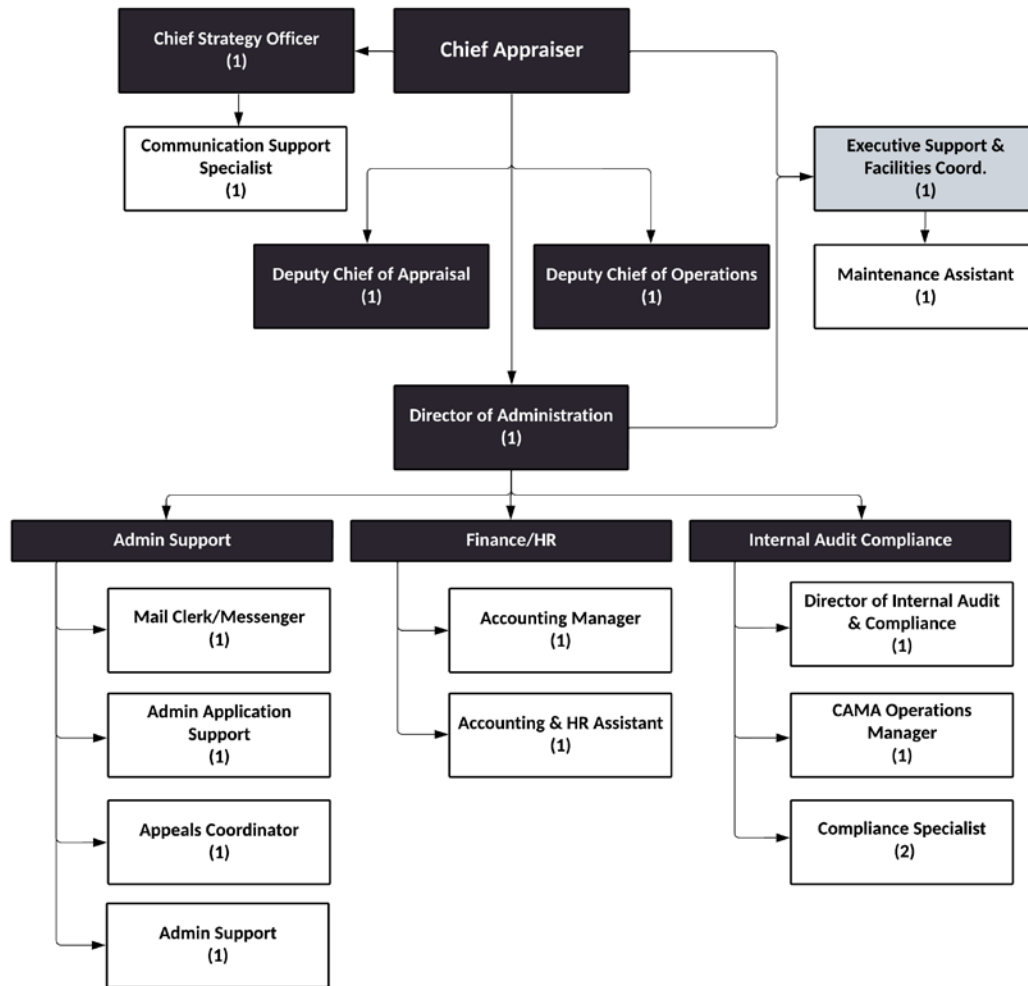 Chief Strategy Officer
(1)
Chief Appraiser
Communication Support
Specialist
(1)
Executive Support &
Facilities Coord.
(1)
Deputy Chief of Appraisal
(1)
Deputy Chief of Operations
(1)
Maintenance Assistant
(1)
Director of Administration
(1)
Admin Support
Finance/HR
Internal Audit Compliance
Mail Clerk/Messenger
(1)
Admin Application
Support
(1)
Appeals Coordinator
(1)
Admin Support
(1)
Accounting Manager
(1)
Accounting & HR Assistant
(1)
Director of Internal Audit
& Compliance
(1)
CAMA Operations
Manager
(1)
Compliance Specialist
(2)